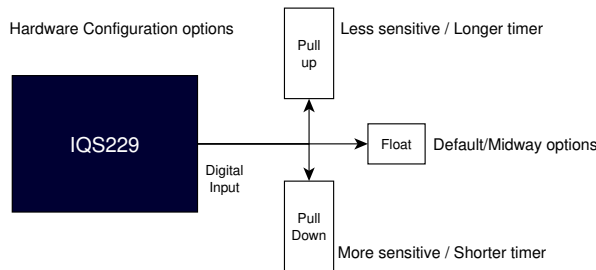 Hardware Configuration options
Less sensitive / Longer timer
Pull
up
IQS229
Float
Default/Midway options
Digital
Input
Pull
Down
More sensitive / Shorter timer